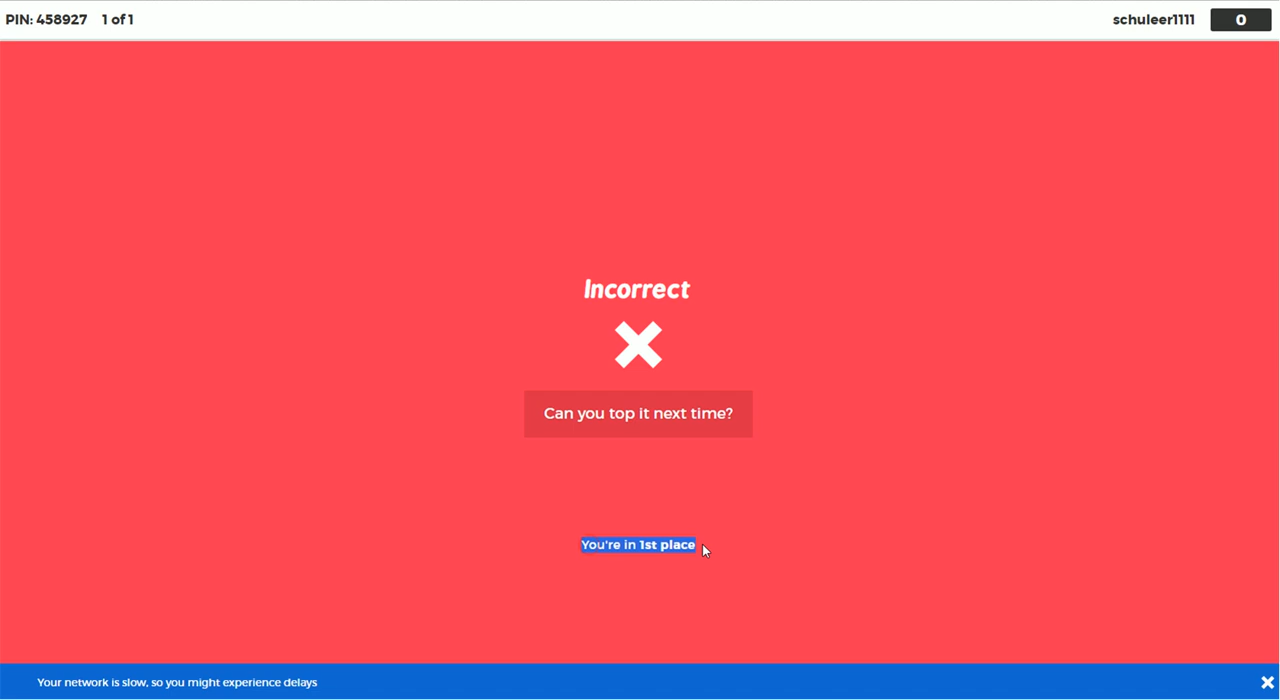 PIN: 458927 1 of 1
schuleer1111 0
Incorrect
Can you top it next time?
You're in 1st place
Your network is slow, so you might experience delays